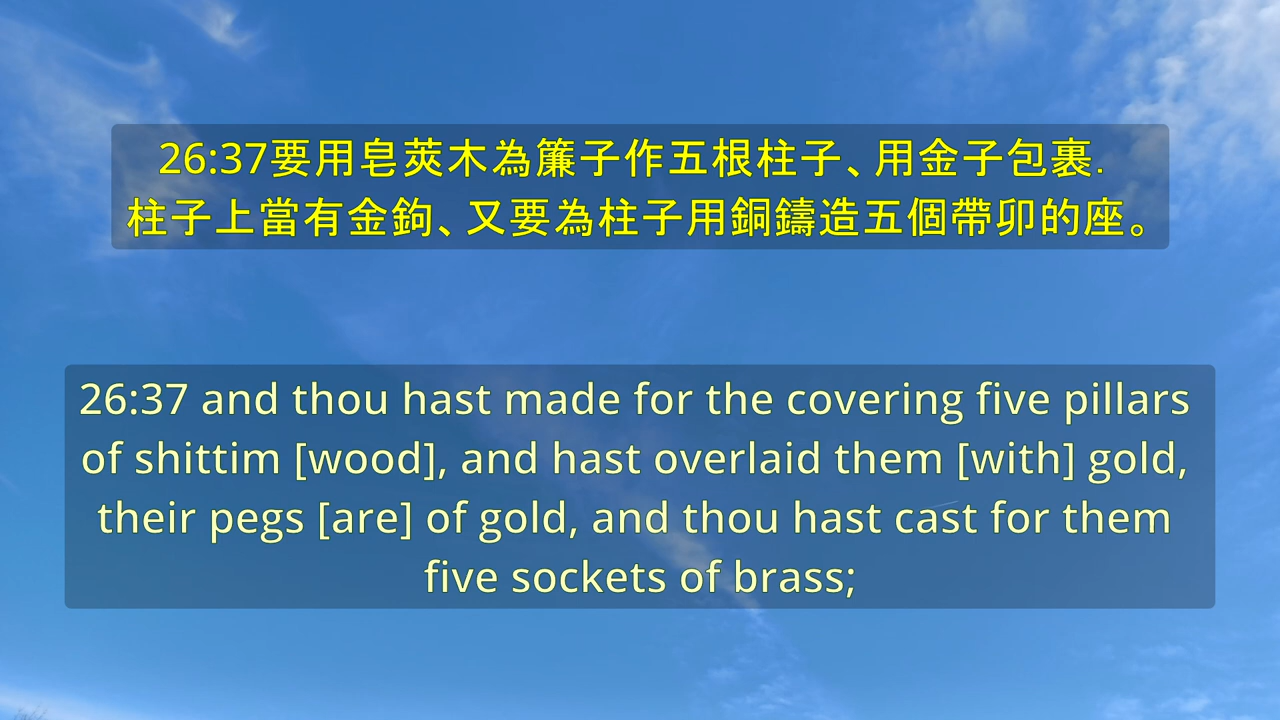 26:37要用皂莢木為簾子作五根柱子、用金子包裹.
柱子上當有金鉤、又要為柱子用銅鑄造五個帶卯的座。
26:37 and thou hast made for the covering five pillars
of shittim [wood], and hast overlaid them [with] gold,
their pegs [are] of gold, and thou hast cast for them
five sockets of brass;